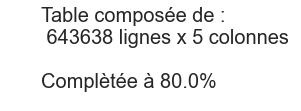 Table composée de :
643638 lignes x 5 colonnes
Complètée à 80.0%